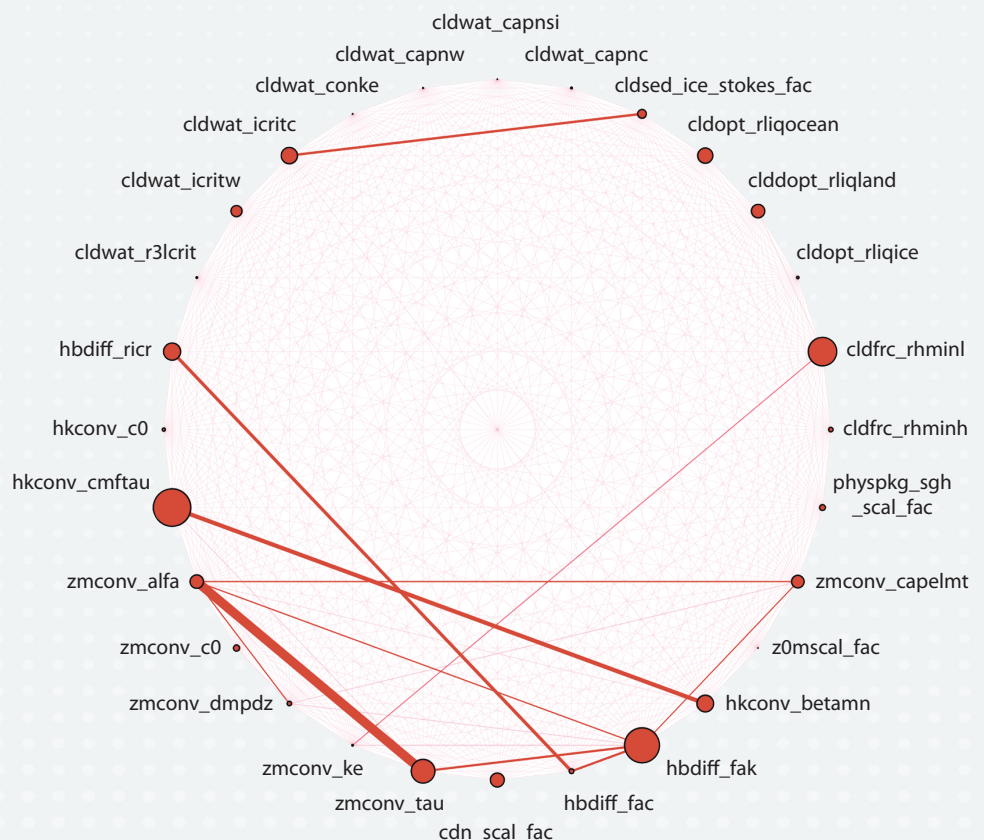 cldwat_capnsi
cldwat_capnw
cldwat_capnc
cldwat_conke
cldsed_ice_stokes_fac
cldwat_icritc
cldopt_rliqocean
cldwat_icritw
clddopt_rliqland
cldwat_r3lcrit
cldopt_rliqice
hbdiff_ricr
cldfrc_rhminl
hkconv_c0
cldfrc_rhminh
hkconv_cmftau
physpkg_sgh
_scal_fac
zmconv_alfa
zmconv_capelmt
zmconv_c0
z0mscal_fac
zmconv_dmpdz
hkconv_betamn
zmconv_ke
hbdiff_fak
zmconv_tau
hbdiff_fac
cdn_scal_fac